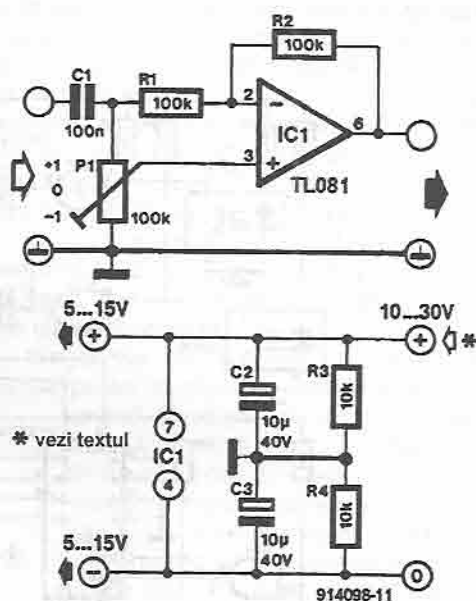 R2
100k
C1
100n
R1
100k
2
–
IC1
6
3
+
TL081
+1
0
–1
P1
100k
5...15V
10...30V
+
+
*
C2
10µ
40V
R3
10k
7
IC1
4
* vezi textul
C3
10µ
40V
R4
10k
5...15V
–
0
914098-11